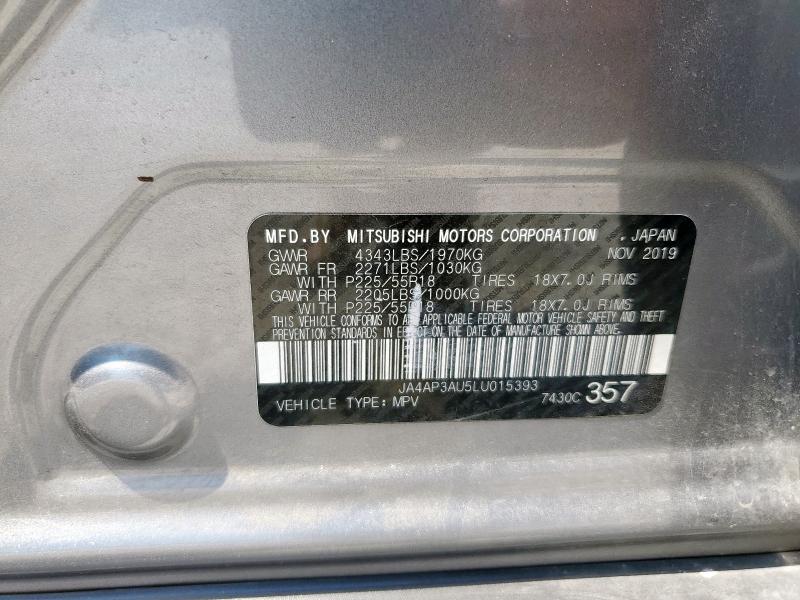 MFD.BY MITSUBISHI MOTORS CORPORATION . JAPAN
GVWR 4343LBS/1970KG NOV 2019
GAWR FR 2271LBS/1030KG
WITH P225/55R18 TIRES 18X7.0J RIMS
GAWR RR 2205LBS/1000KG
WITH P225/55R18 TIRES 18X7.0J RIMS
THIS VEHICLE CONFORMS TO ALL APPLICABLE FEDERAL MOTOR VEHICLE SAFETY AND THEFT
PREVENTION STANDARDS IN EFFECT ON THE DATE OF MANUFACTURE SHOWN ABOVE.
JA4AP3AU5LU015393
VEHICLE TYPE: MPV 7430C 357